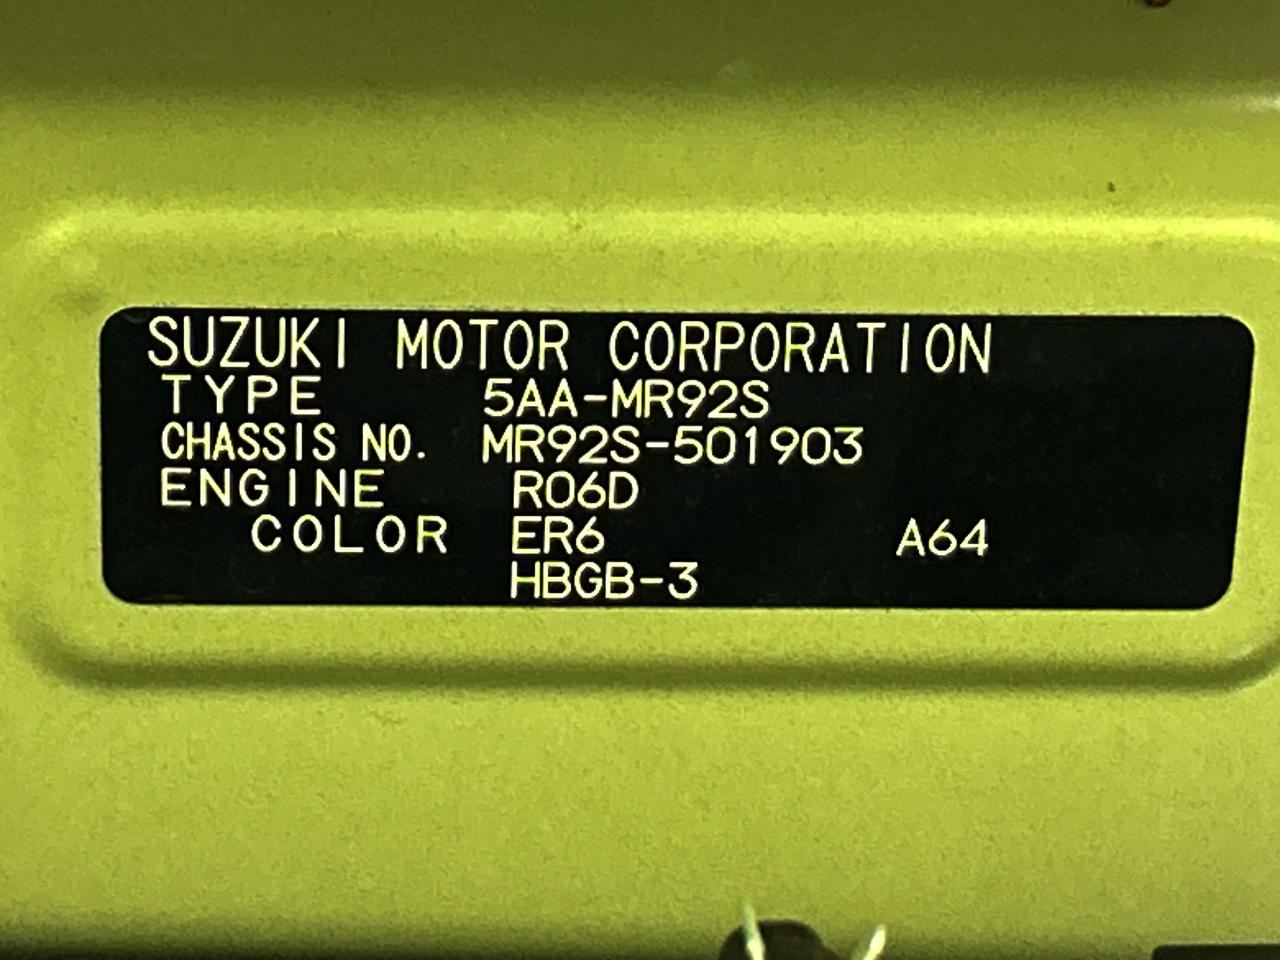 SUZUKI MOTOR CORPORATION
TYPE 5AA-MR92S
CHASSIS NO. MR92S-501903
ENGINE R06D
COLOR ER6 A64
HBGB-3